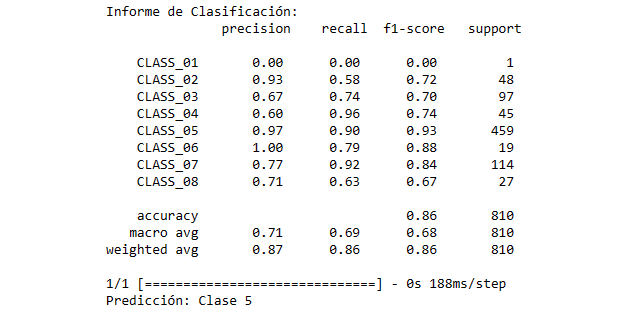 Informe de Clasificación:
precision recall f1-score support
CLASS_01 0.00 0.00 0.00 1
CLASS_02 0.93 0.58 0.72 48
CLASS_03 0.67 0.74 0.70 97
CLASS_04 0.60 0.96 0.74 45
CLASS_05 0.97 0.90 0.93 459
CLASS_06 1.00 0.79 0.88 19
CLASS_07 0.77 0.92 0.84 114
CLASS_08 0.71 0.63 0.67 27
accuracy 0.86 810
macro avg 0.71 0.69 0.68 810
weighted avg 0.87 0.86 0.86 810
1/1 [==============================] - 0s 188ms/step
Predicción: Clase 5